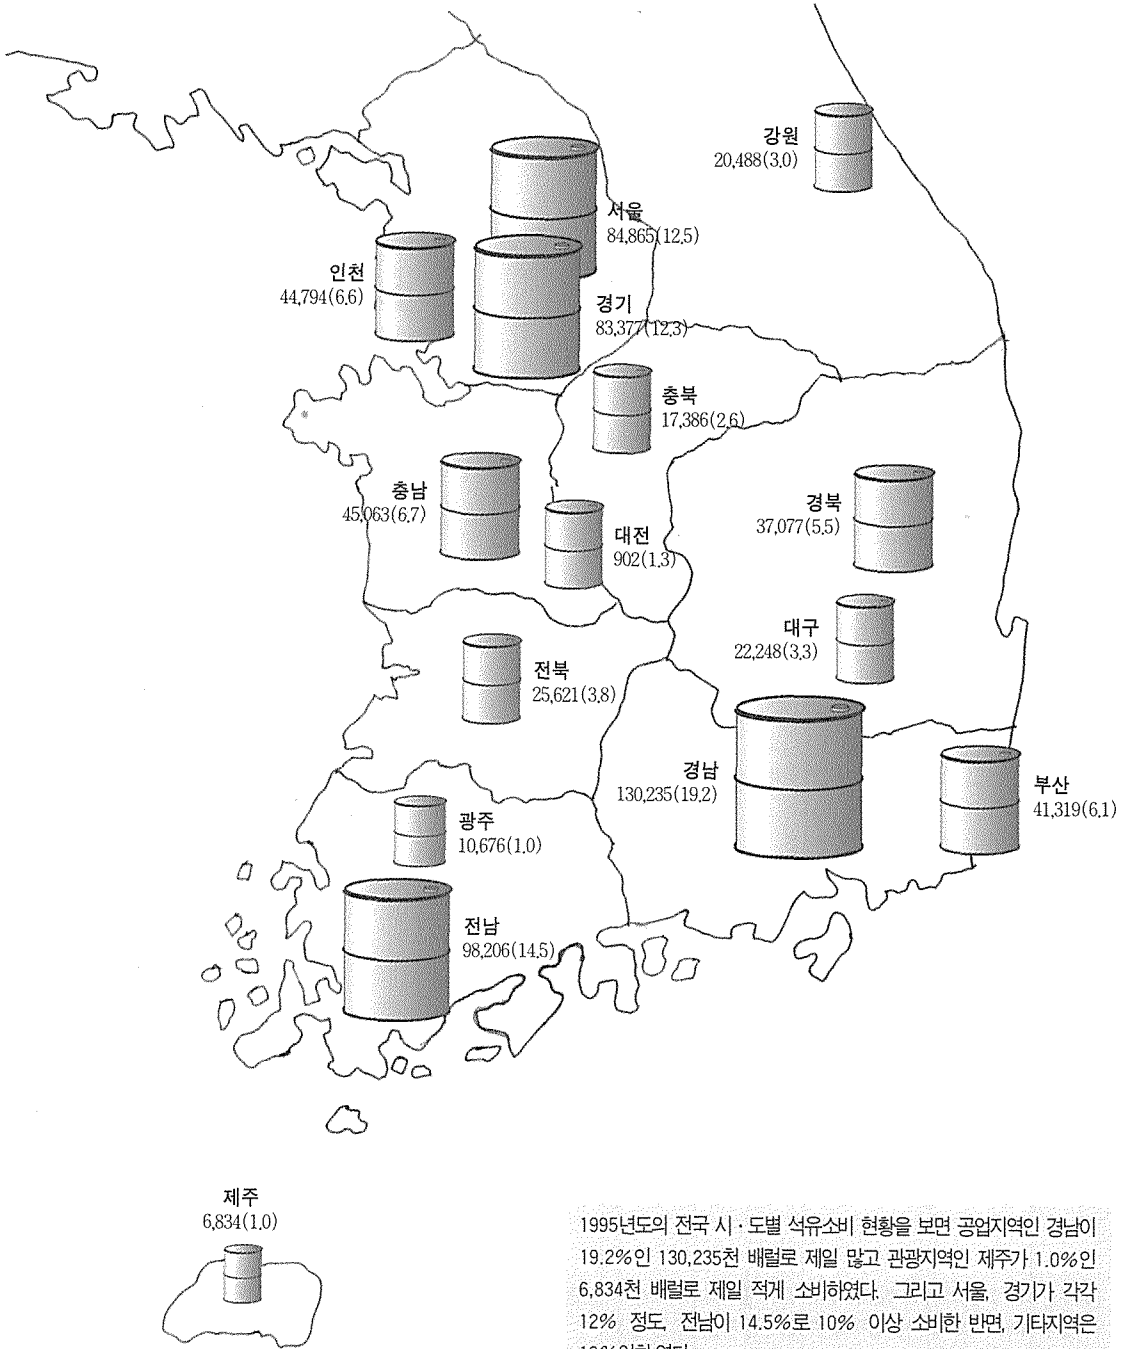 강원
20,488(3.0)
서울
84,865(12.5)
인천
44,794(6.6)
경기
83,377(12.3)
충북
17,386(2.6)
충남
45,063(6.7)
경북
37,077(5.5)
대전
902(1.3)
대구
22,248(3.3)
전북
25,621(3.8)
경남
130,235(19.2)
부산
41,319(6.1)
광주
10,676(1.0)
전남
98,206(14.5)
제주
6,834(1.0)
1995년도의 전국 시·도별 석유소비 현황을 보면 공업지역인 경남이
19.2%인 130,235천 배럴로 제일 많고 관광지역인 제주가 1.0%인
6,834천 배럴로 제일 적게 소비하였다. 그리고 서울, 경기가 각각
12% 정도, 전남이 14.5%로 10% 이상 소비한 반면, 기타지역은